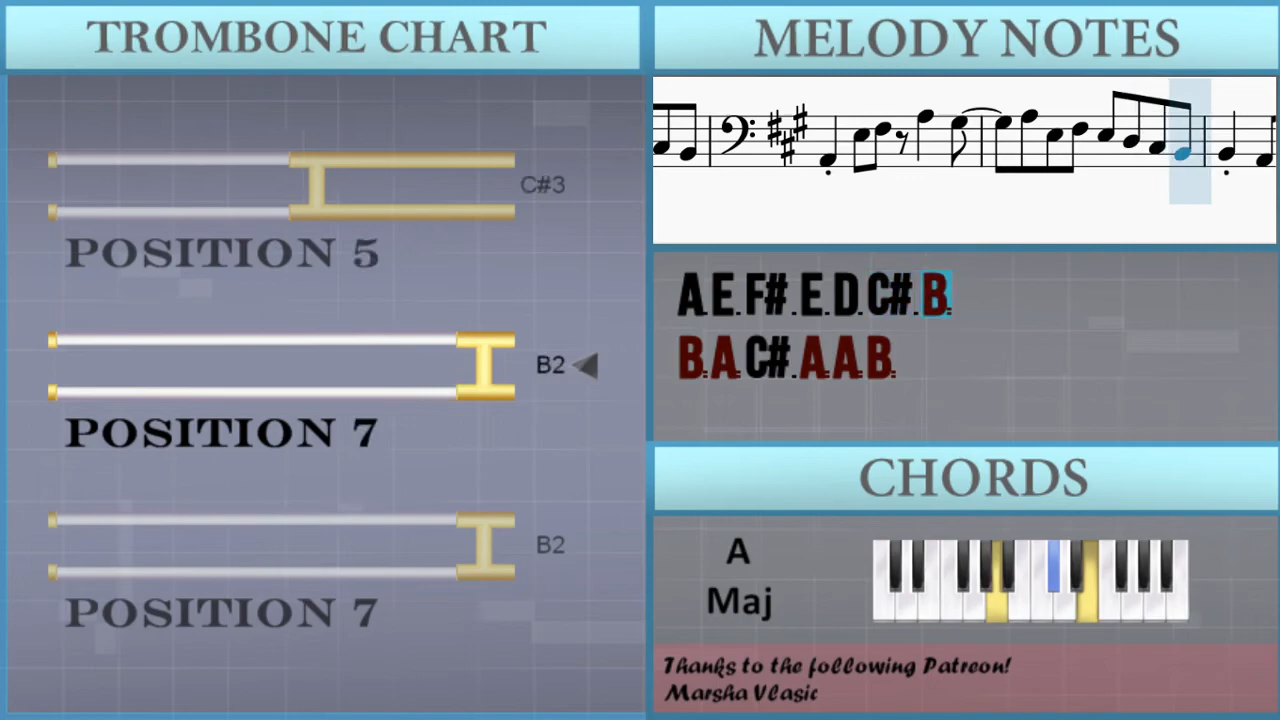 TROMBONE CHART
C#3
POSITION 5
B2
POSITION 7
B2
POSITION 7
MELODY NOTES
A.E.F#.E.D.C#.B.
B.A.C#.A.A.B.
CHORDS
A
Maj
Thanks to the following Patreon!
Marsha Vlasic